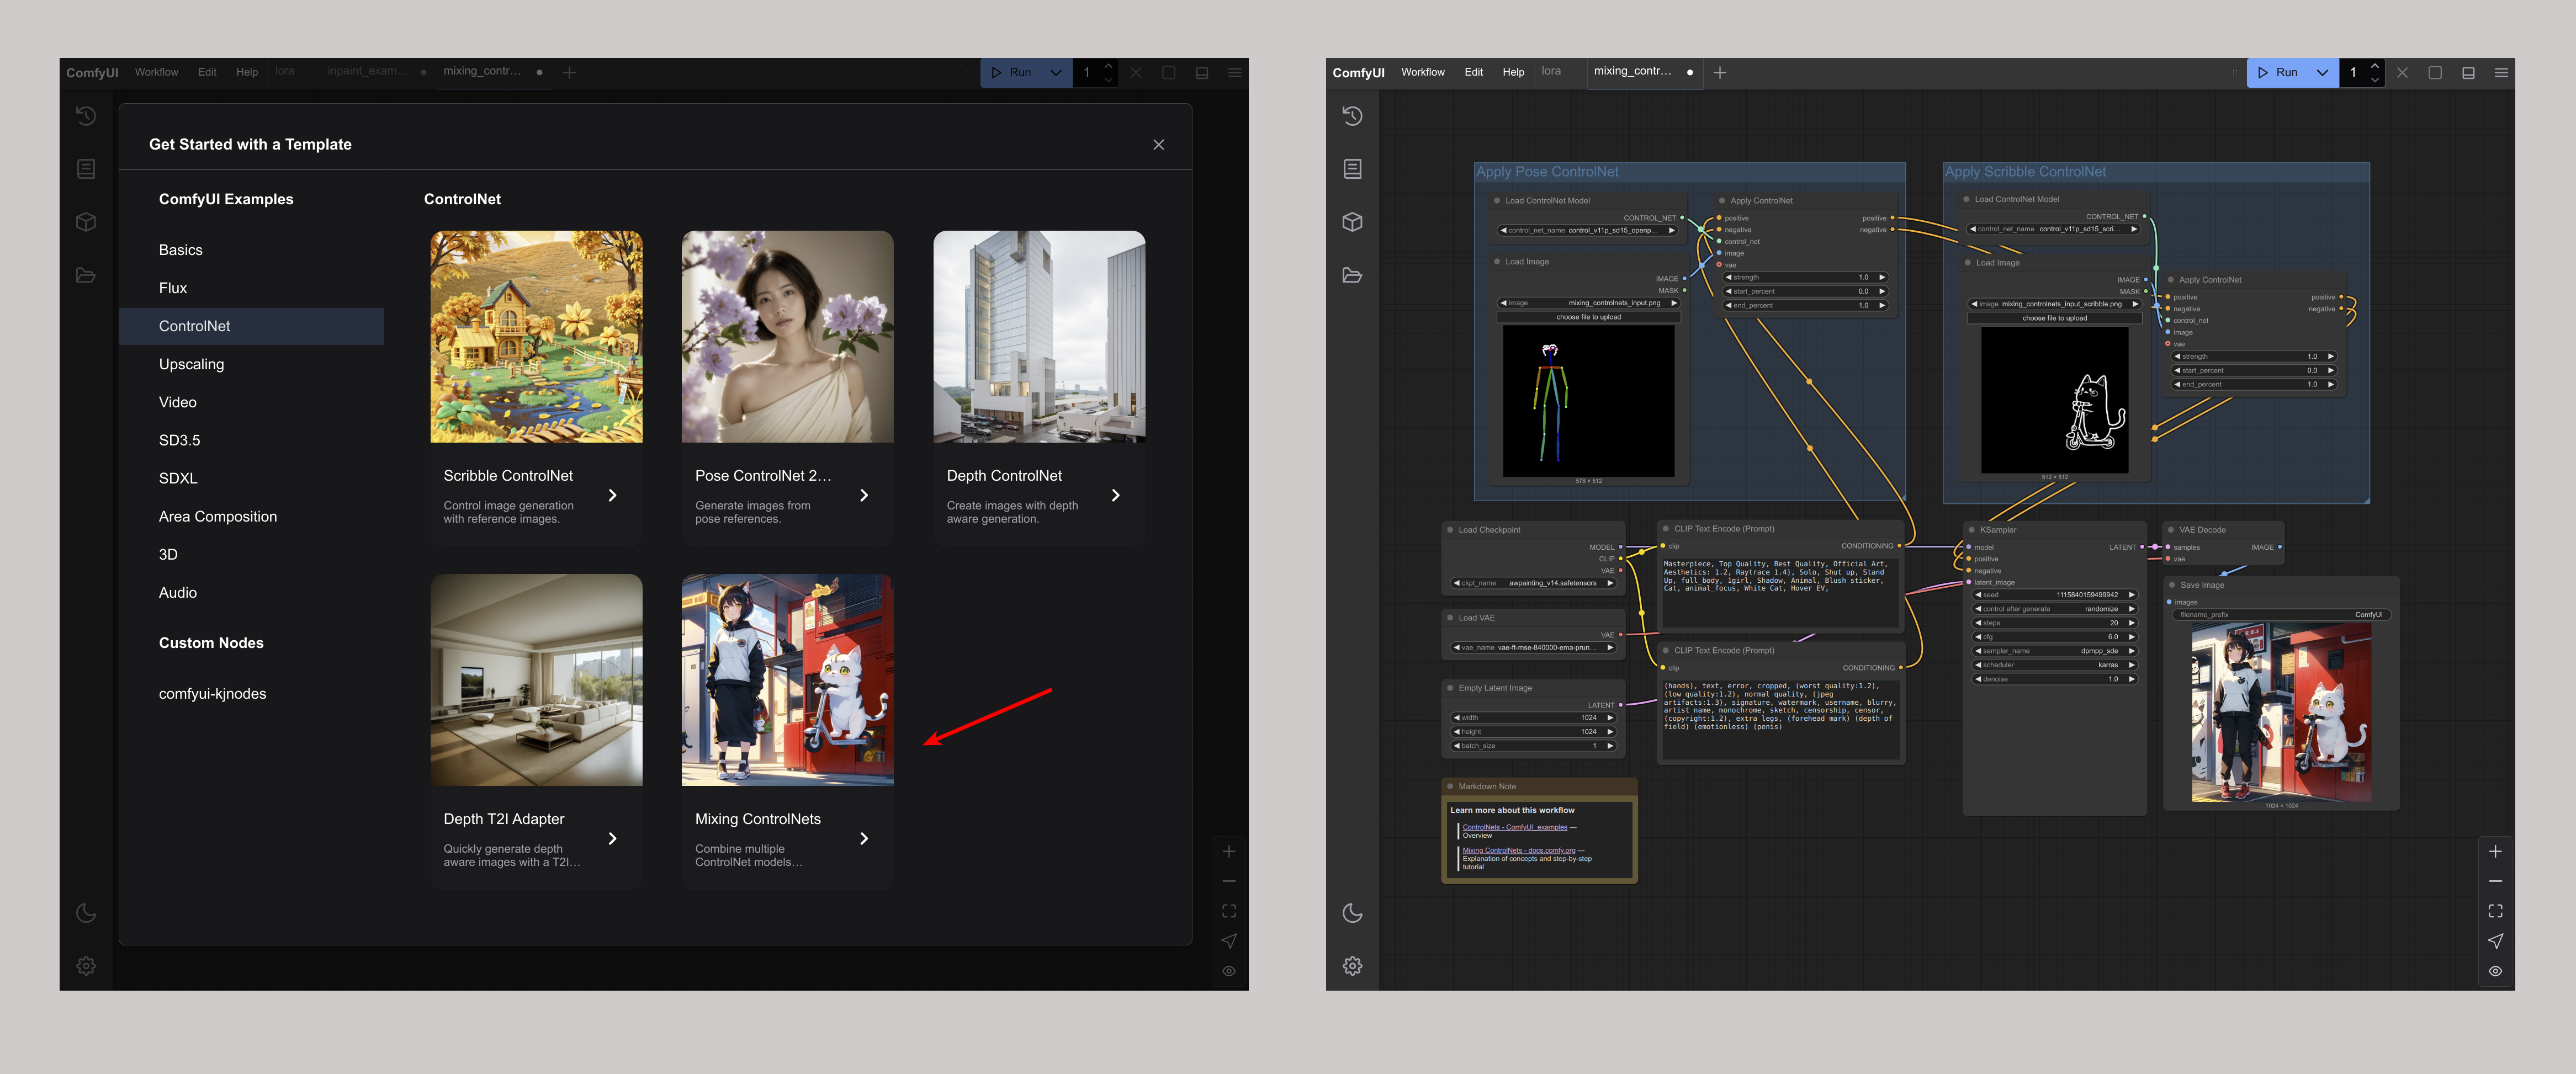 ComfyUI Workflow Edit Help lora inpaint_exam... mixing_contr... Run 1
Get Started with a Template
ComfyUI Examples
Basics
Flux
ControlNet
Upscaling
Video
SD3.5
SDXL
Area Composition
3D
Audio
Custom Nodes
comfyui-kjnodes
ControlNet
Scribble ControlNet
Control image generation
with reference images.
Pose ControlNet 2...
Generate images from
pose references.
Depth ControlNet
Create images with depth
aware generation.
Depth T2I Adapter
Quickly generate depth
aware images with a T2I...
Mixing ControlNets
Combine multiple
ControlNet models...
ComfyUI Workflow Edit Help lora mixing_contr... Run 1
Apply Pose ControlNet
Load ControlNet Model
CONTROL_NET
control_net_name control_v11p_sd15_openp...
Load Image
IMAGE
MASK
image mixing_controlnets_input.png
choose file to upload
578 × 512
Apply ControlNet
positive positive
negative negative
control_net
image
vae
strength 1.0
start_percent 0.0
end_percent 1.0
Apply Scribble ControlNet
Load ControlNet Model
CONTROL_NET
control_net_name control_v11p_sd15_scri...
Load Image
IMAGE
MASK
image mixing_controlnets_input_scribble.png
choose file to upload
512 × 512
Apply ControlNet
positive positive
negative negative
control_net
image
vae
strength 1.0
start_percent 0.0
end_percent 1.0
Load Checkpoint
MODEL
CLIP
VAE
ckpt_name awpainting_v14.safetensors
Load VAE
VAE
vae_name vae-ft-mse-840000-ema-prun...
Empty Latent Image
LATENT
width 1024
height 1024
batch_size 1
CLIP Text Encode (Prompt)
clip CONDITIONING
Masterpiece, Top Quality, Best Quality, Official Art,
Aesthetics: 1.2, Raytrace 1.4), Solo, Shut up, Stand
Up, full_body, 1girl, Shadow, Animal, Blush sticker,
Cat, animal_focus, White Cat, Hover EV,
CLIP Text Encode (Prompt)
clip CONDITIONING
(hands), text, error, cropped, (worst quality:1.2),
(low quality:1.2), normal quality, (jpeg
artifacts:1.3), signature, watermark, username, blurry,
artist name, monochrome, sketch, censorship, censor,
(copyright:1.2), extra legs, (forehead mark) (depth of
field) (emotionless) (penis)
KSampler
model LATENT
positive
negative
latent_image
seed 1115840159499942
control after generate randomize
steps 20
cfg 6.0
sampler_name dpmpp_sde
scheduler karras
denoise 1.0
VAE Decode
samples IMAGE
vae
Save Image
images
filename_prefix ComfyUI
1024 × 1024
Markdown Note
Learn more about this workflow
ControlNets - ComfyUI_examples —
Overview
Mixing ControlNets - docs.comfy.org —
Explanation of concepts and step-by-step
tutorial